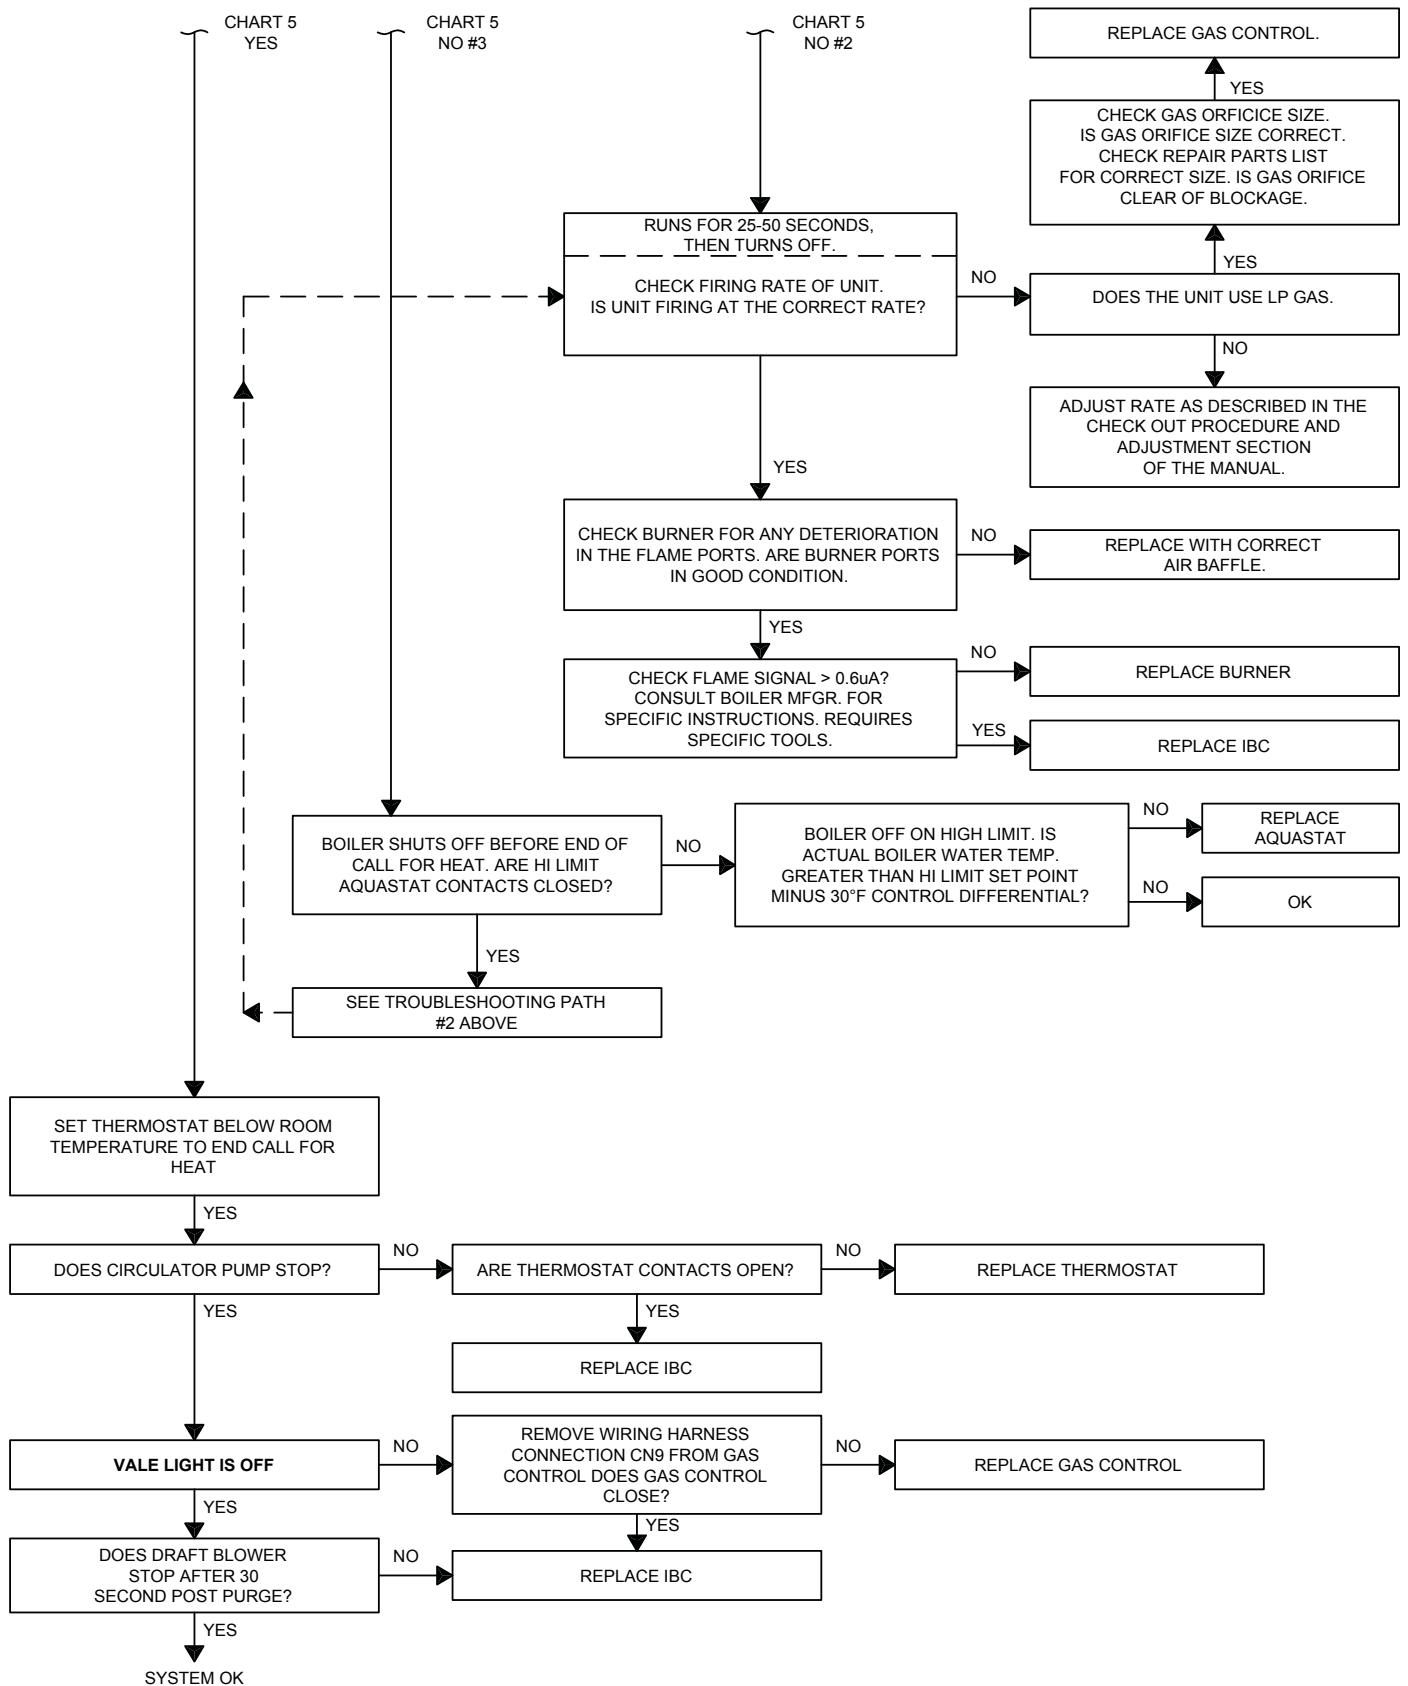 CHART 5
YES
CHART 5
NO #3
CHART 5
NO #2
REPLACE GAS CONTROL.
YES
CHECK GAS ORFICICE SIZE.
IS GAS ORIFICE SIZE CORRECT.
CHECK REPAIR PARTS LIST
FOR CORRECT SIZE. IS GAS ORIFICE
CLEAR OF BLOCKAGE.
YES
RUNS FOR 25-50 SECONDS,
THEN TURNS OFF.
CHECK FIRING RATE OF UNIT.
IS UNIT FIRING AT THE CORRECT RATE?
NO
DOES THE UNIT USE LP GAS.
NO
ADJUST RATE AS DESCRIBED IN THE
CHECK OUT PROCEDURE AND
ADJUSTMENT SECTION
OF THE MANUAL.
YES
CHECK BURNER FOR ANY DETERIORATION
IN THE FLAME PORTS. ARE BURNER PORTS
IN GOOD CONDITION.
NO
REPLACE WITH CORRECT
AIR BAFFLE.
YES
CHECK FLAME SIGNAL > 0.6uA?
CONSULT BOILER MFGR. FOR
SPECIFIC INSTRUCTIONS. REQUIRES
SPECIFIC TOOLS.
NO
REPLACE BURNER
YES
REPLACE IBC
BOILER SHUTS OFF BEFORE END OF
CALL FOR HEAT. ARE HI LIMIT
AQUASTAT CONTACTS CLOSED?
NO
BOILER OFF ON HIGH LIMIT. IS
ACTUAL BOILER WATER TEMP.
GREATER THAN HI LIMIT SET POINT
MINUS 30°F CONTROL DIFFERENTIAL?
NO
REPLACE
AQUASTAT
NO
OK
YES
SEE TROUBLESHOOTING PATH
#2 ABOVE
SET THERMOSTAT BELOW ROOM
TEMPERATURE TO END CALL FOR
HEAT
YES
DOES CIRCULATOR PUMP STOP?
NO
ARE THERMOSTAT CONTACTS OPEN?
NO
REPLACE THERMOSTAT
YES
YES
REPLACE IBC
VALE LIGHT IS OFF
NO
REMOVE WIRING HARNESS
CONNECTION CN9 FROM GAS
CONTROL DOES GAS CONTROL
CLOSE?
NO
REPLACE GAS CONTROL
YES
YES
DOES DRAFT BLOWER
STOP AFTER 30
SECOND POST PURGE?
NO
REPLACE IBC
YES
SYSTEM OK